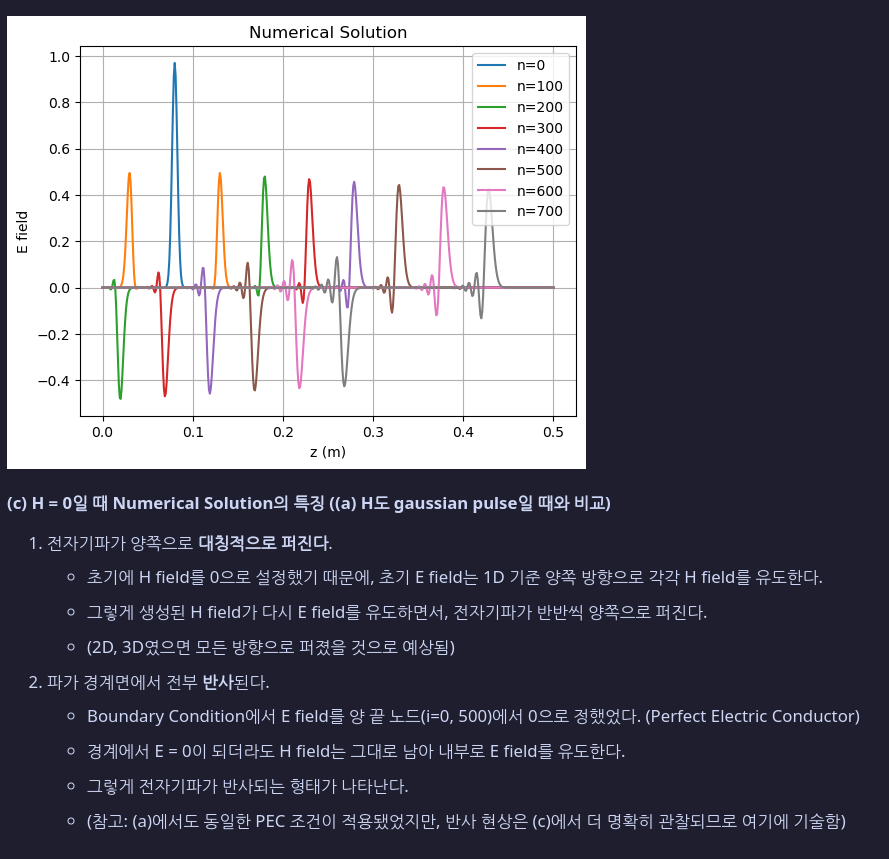 Numerical Solution
1.0
0.8
0.6
0.4
0.2
0.0
−0.2
−0.4
E field
0.0
0.1
0.2
0.3
0.4
0.5
z (m)
n=0
n=100
n=200
n=300
n=400
n=500
n=600
n=700
(c) H = 0일 때 Numerical Solution의 특징 ((a) H도 gaussian pulse일 때와 비교)
1. 전자기파가 양쪽으로 대칭적으로 퍼진다.
초기에 H field를 0으로 설정했기 때문에, 초기 E field는 1D 기준 양쪽 방향으로 각각 H field를 유도한다.
그렇게 생성된 H field가 다시 E field를 유도하면서, 전자기파가 반반씩 양쪽으로 퍼진다.
(2D, 3D였으면 모든 방향으로 퍼졌을 것으로 예상됨)
2. 파가 경계면에서 전부 반사된다.
Boundary Condition에서 E field를 양 끝 노드(i=0, 500)에서 0으로 정했었다. (Perfect Electric Conductor)
경계에서 E = 0이 되더라도 H field는 그대로 남아 내부로 E field를 유도한다.
그렇게 전자기파가 반사되는 형태가 나타난다.
(참고: (a)에서도 동일한 PEC 조건이 적용됐었지만, 반사 현상은 (c)에서 더 명확히 관찰되므로 여기에 기술함)